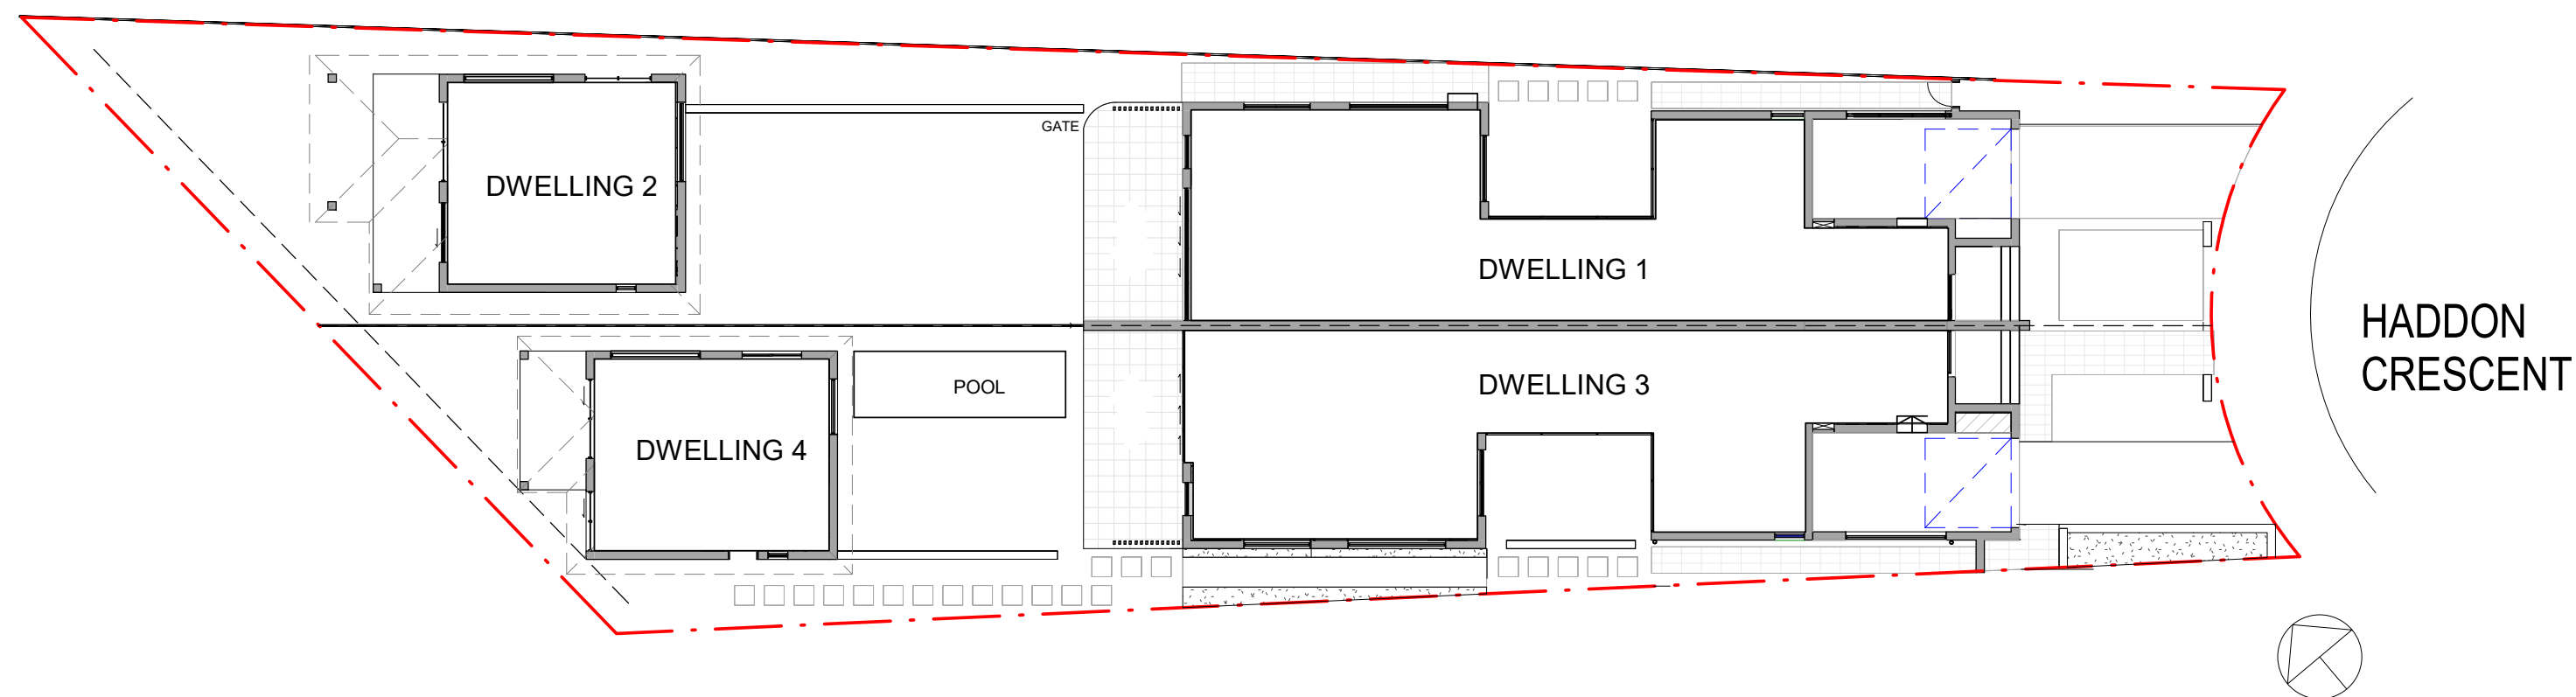 GATE
DWELLING 2
DWELLING 1
HADDON
CRESCENT
POOL
DWELLING 3
DWELLING 4